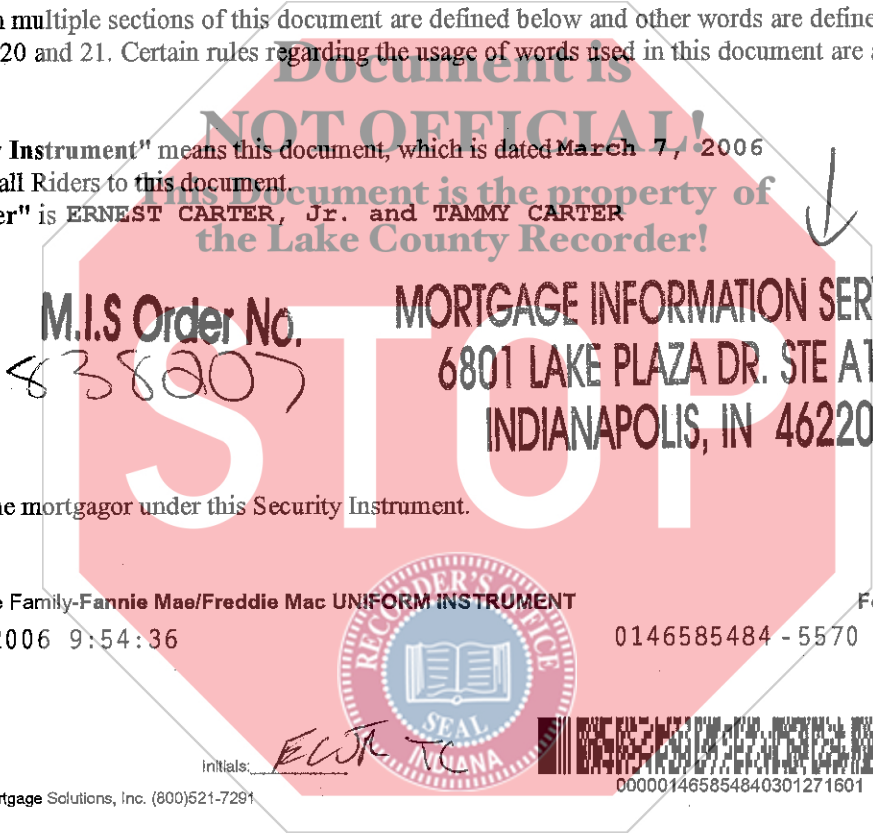 n multiple sections of this document are defined below and other words are define
20 and 21. Certain rules regarding the usage of words used in this document are a
Document is
NOT OFFICIAL!
This Document is the property of
the Lake County Recorder!
Instrument" means this document, which is dated March 7, 2006
all Riders to this document.
er" is ERNEST CARTER, Jr. and TAMMY CARTER
M.I.S Order No.
838207
MORTGAGE INFORMATION SER
6801 LAKE PLAZA DR. STE A1
INDIANAPOLIS, IN 46220
STOP
e mortgagor under this Security Instrument.
e Family-Fannie Mae/Freddie Mac UNIFORM INSTRUMENT
2006 9:54:36
0146585484 - 5570
RECORDER'S OFFICE
SEAL
INDIANA
Initials: ECJR TC
rtgage Solutions, Inc. (800)521-7291
000001465854840301271601